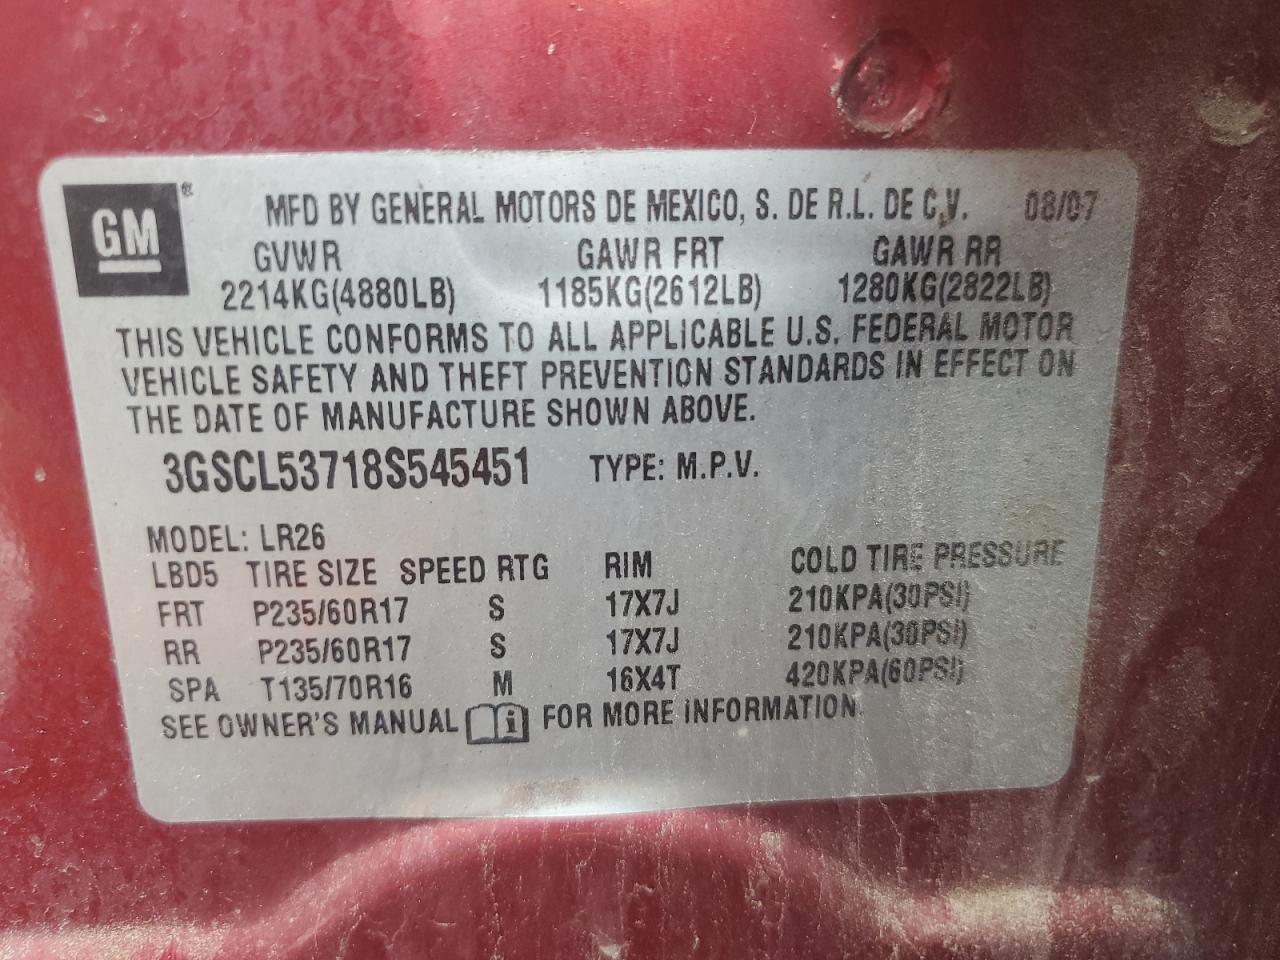 GM ® MFD BY GENERAL MOTORS DE MEXICO, S. DE R.L. DE C.V. 08/07
GVWR GAWR FRT GAWR RR
2214KG(4880LB) 1185KG(2612LB) 1280KG(2822LB)
THIS VEHICLE CONFORMS TO ALL APPLICABLE U.S. FEDERAL MOTOR
VEHICLE SAFETY AND THEFT PREVENTION STANDARDS IN EFFECT ON
THE DATE OF MANUFACTURE SHOWN ABOVE.
3GSCL53718S545451 TYPE: M.P.V.
MODEL: LR26
LBD5 TIRE SIZE SPEED RTG RIM COLD TIRE PRESSURE
FRT P235/60R17 S 17X7J 210KPA(30PSI)
RR P235/60R17 S 17X7J 210KPA(30PSI)
SPA T135/70R16 M 16X4T 420KPA(60PSI)
SEE OWNER'S MANUAL i FOR MORE INFORMATION